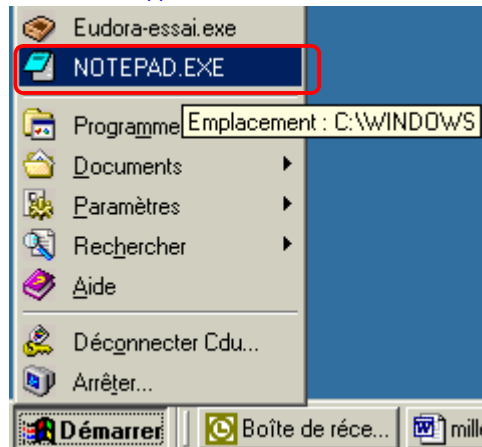 Eudora-essai.exe
NOTEPAD.EXE
Programme
Emplacement : C:\WINDOWS
Documents
Paramètres
Rechercher
Aide
Déconnecter Cdu...
Arrêter...
Démarrer
Boîte de réce...
mill